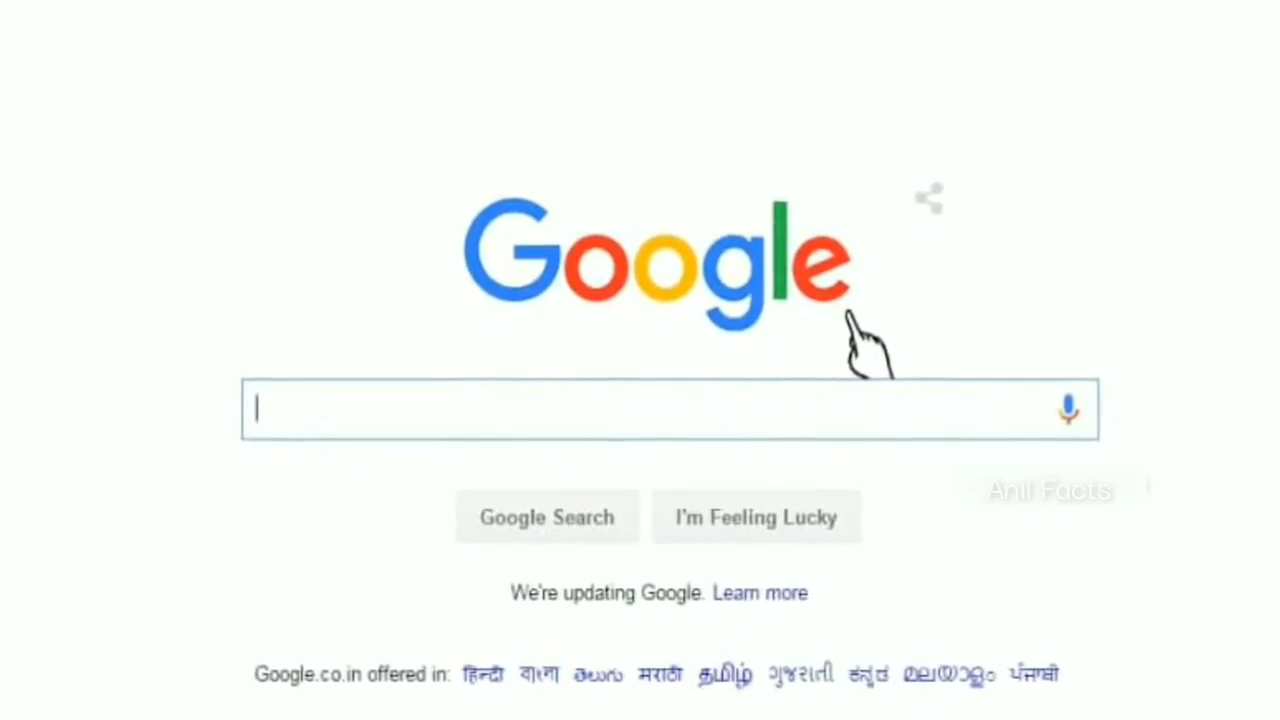 Google
Anil Facts
Google Search I'm Feeling Lucky
We're updating Google. Learn more
Google.co.in offered in: हिन्दी বাংলা తెలుగు मराठी தமிழ் ગુજરાતી ಕನ್ನಡ മലയാളം ਪੰਜਾਬੀ